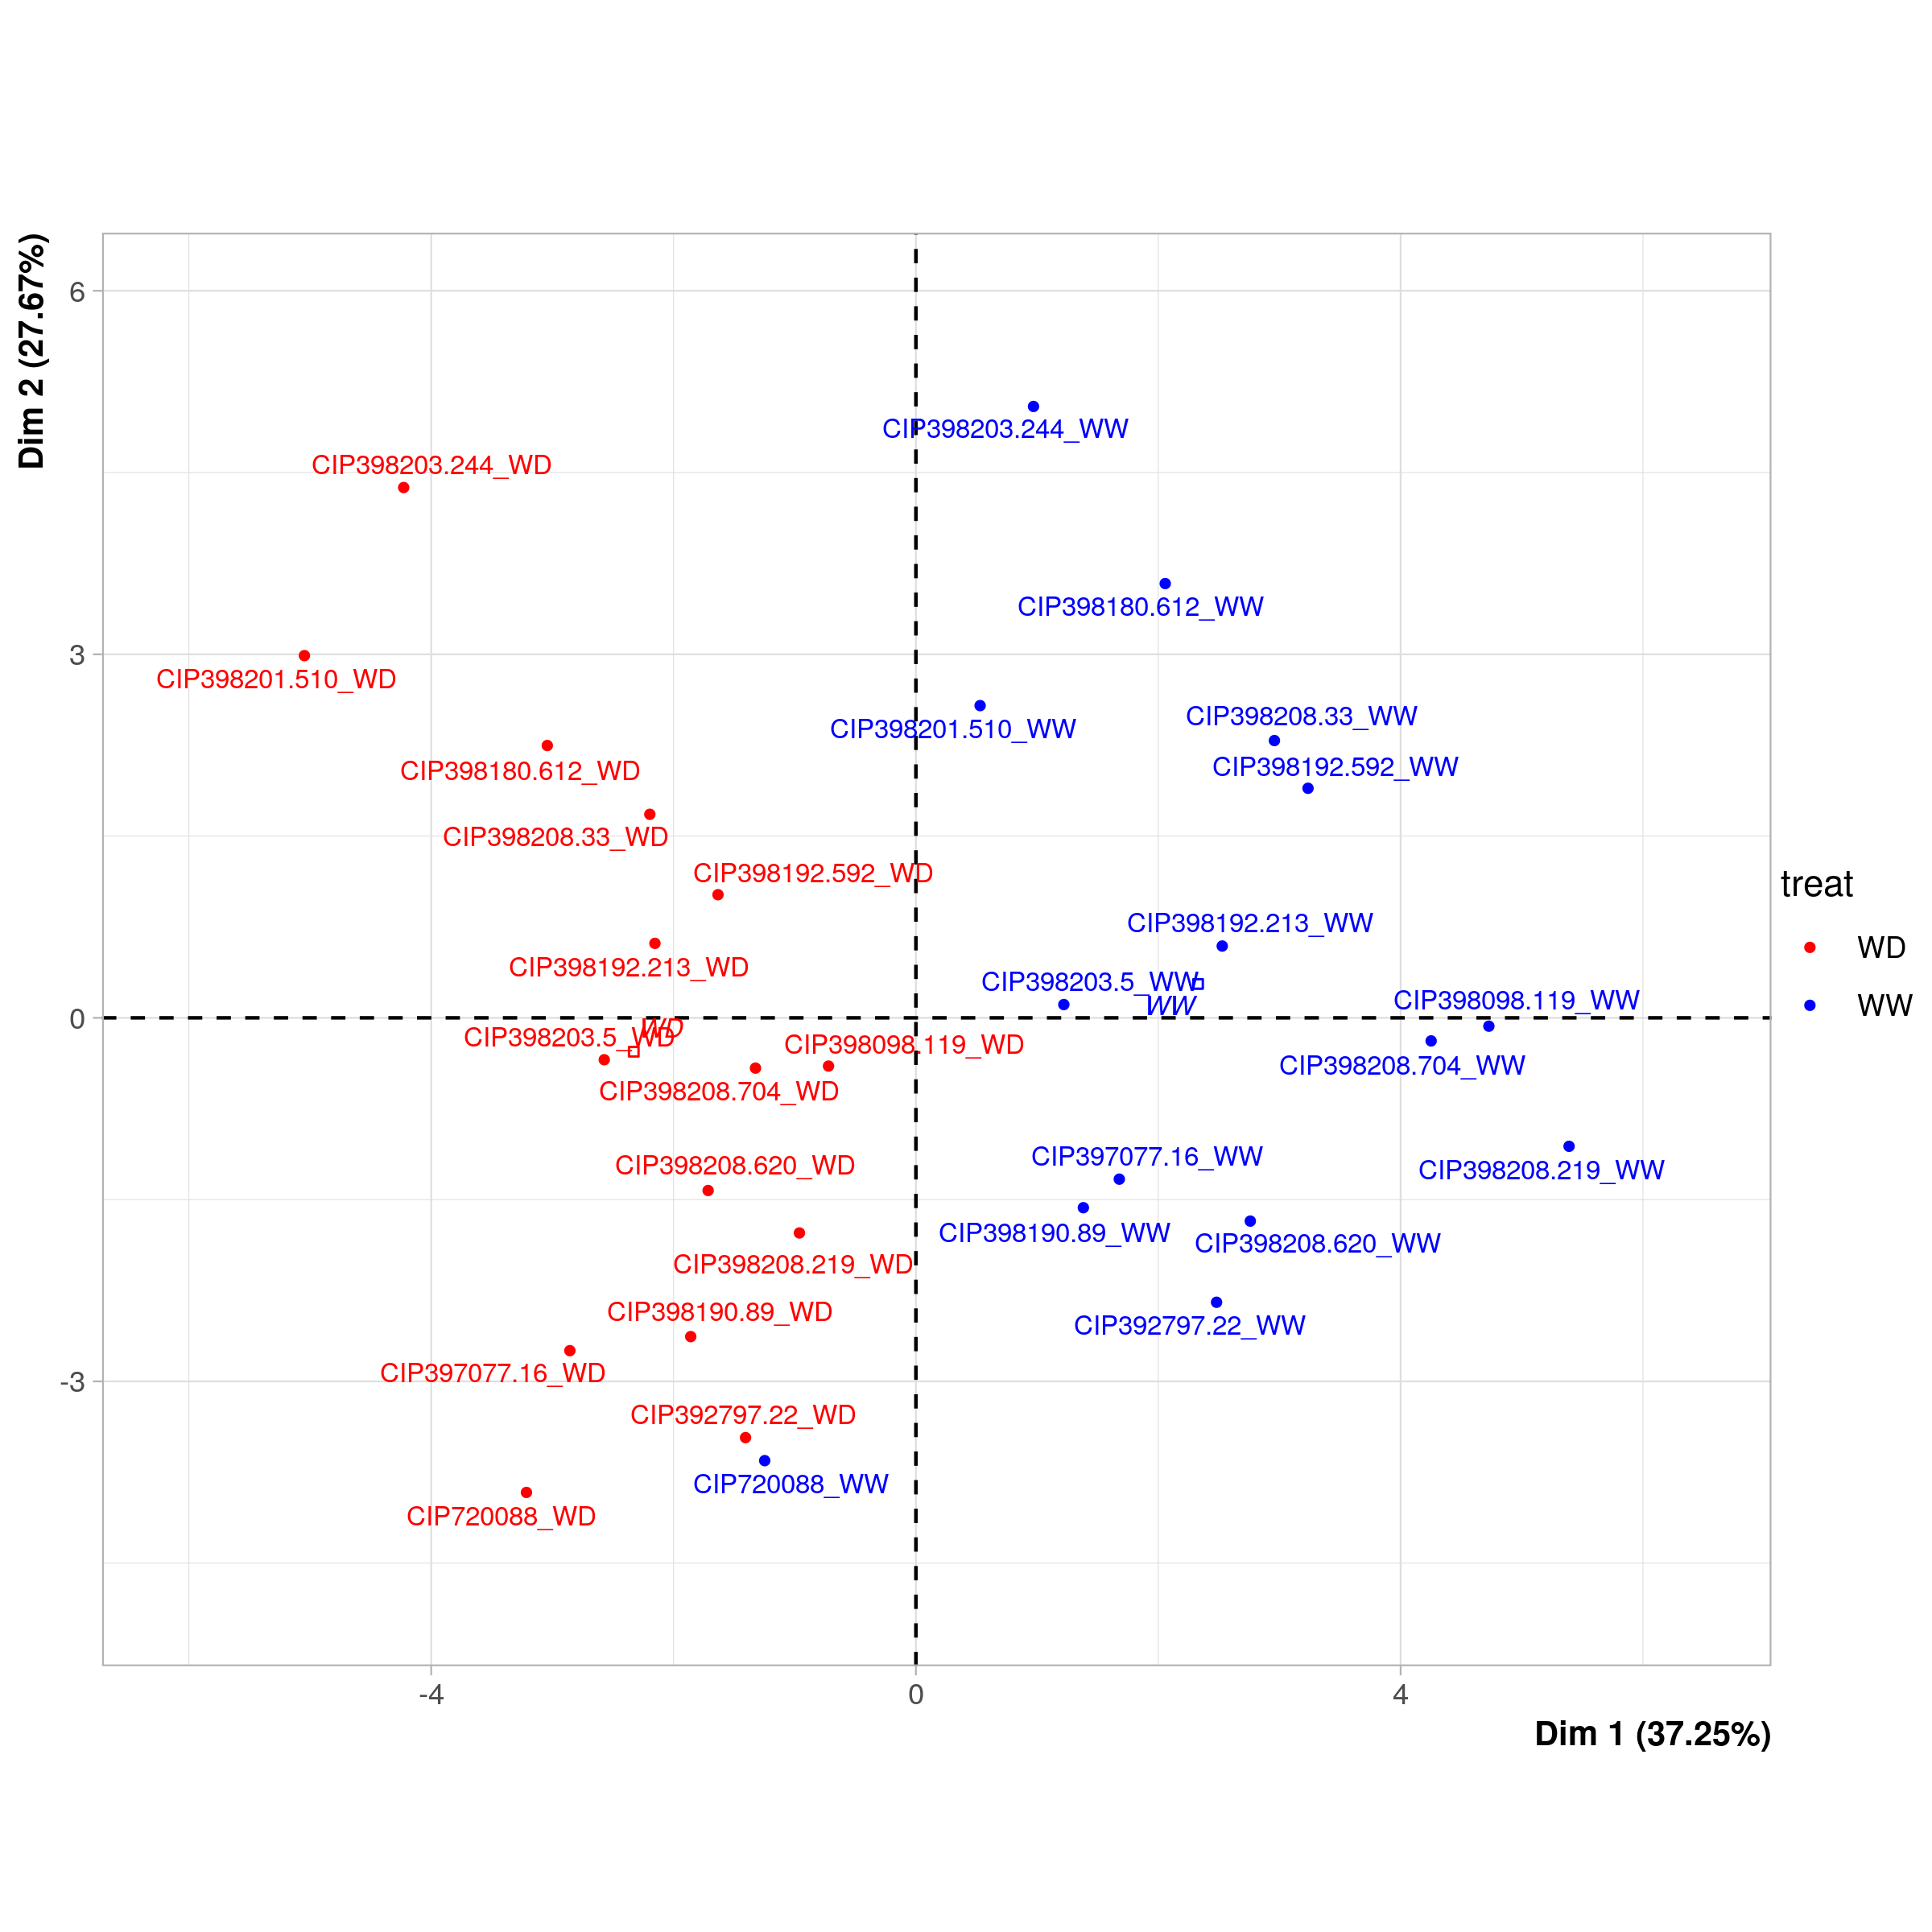 Dim 2 (27.67%)
6
3
0
-3
CIP398203.244_WW
CIP398203.244_WD
CIP398180.612_WW
CIP398201.510_WD
CIP398201.510_WW
CIP398208.33_WW
CIP398180.612_WD
CIP398192.592_WW
CIP398208.33_WD
CIP398192.592_WD
CIP398192.213_WW
CIP398192.213_WD
CIP398203.5_WW
WW
CIP398098.119_WW
WD
CIP398203.5_WD
CIP398098.119_WD
CIP398208.704_WW
CIP398208.704_WD
CIP397077.16_WW
CIP398208.620_WD
CIP398208.219_WW
CIP398190.89_WW
CIP398208.620_WW
CIP398208.219_WD
CIP398190.89_WD
CIP392797.22_WW
CIP397077.16_WD
CIP392797.22_WD
CIP720088_WW
CIP720088_WD
-4
0
4
Dim 1 (37.25%)
treat
WD
WW